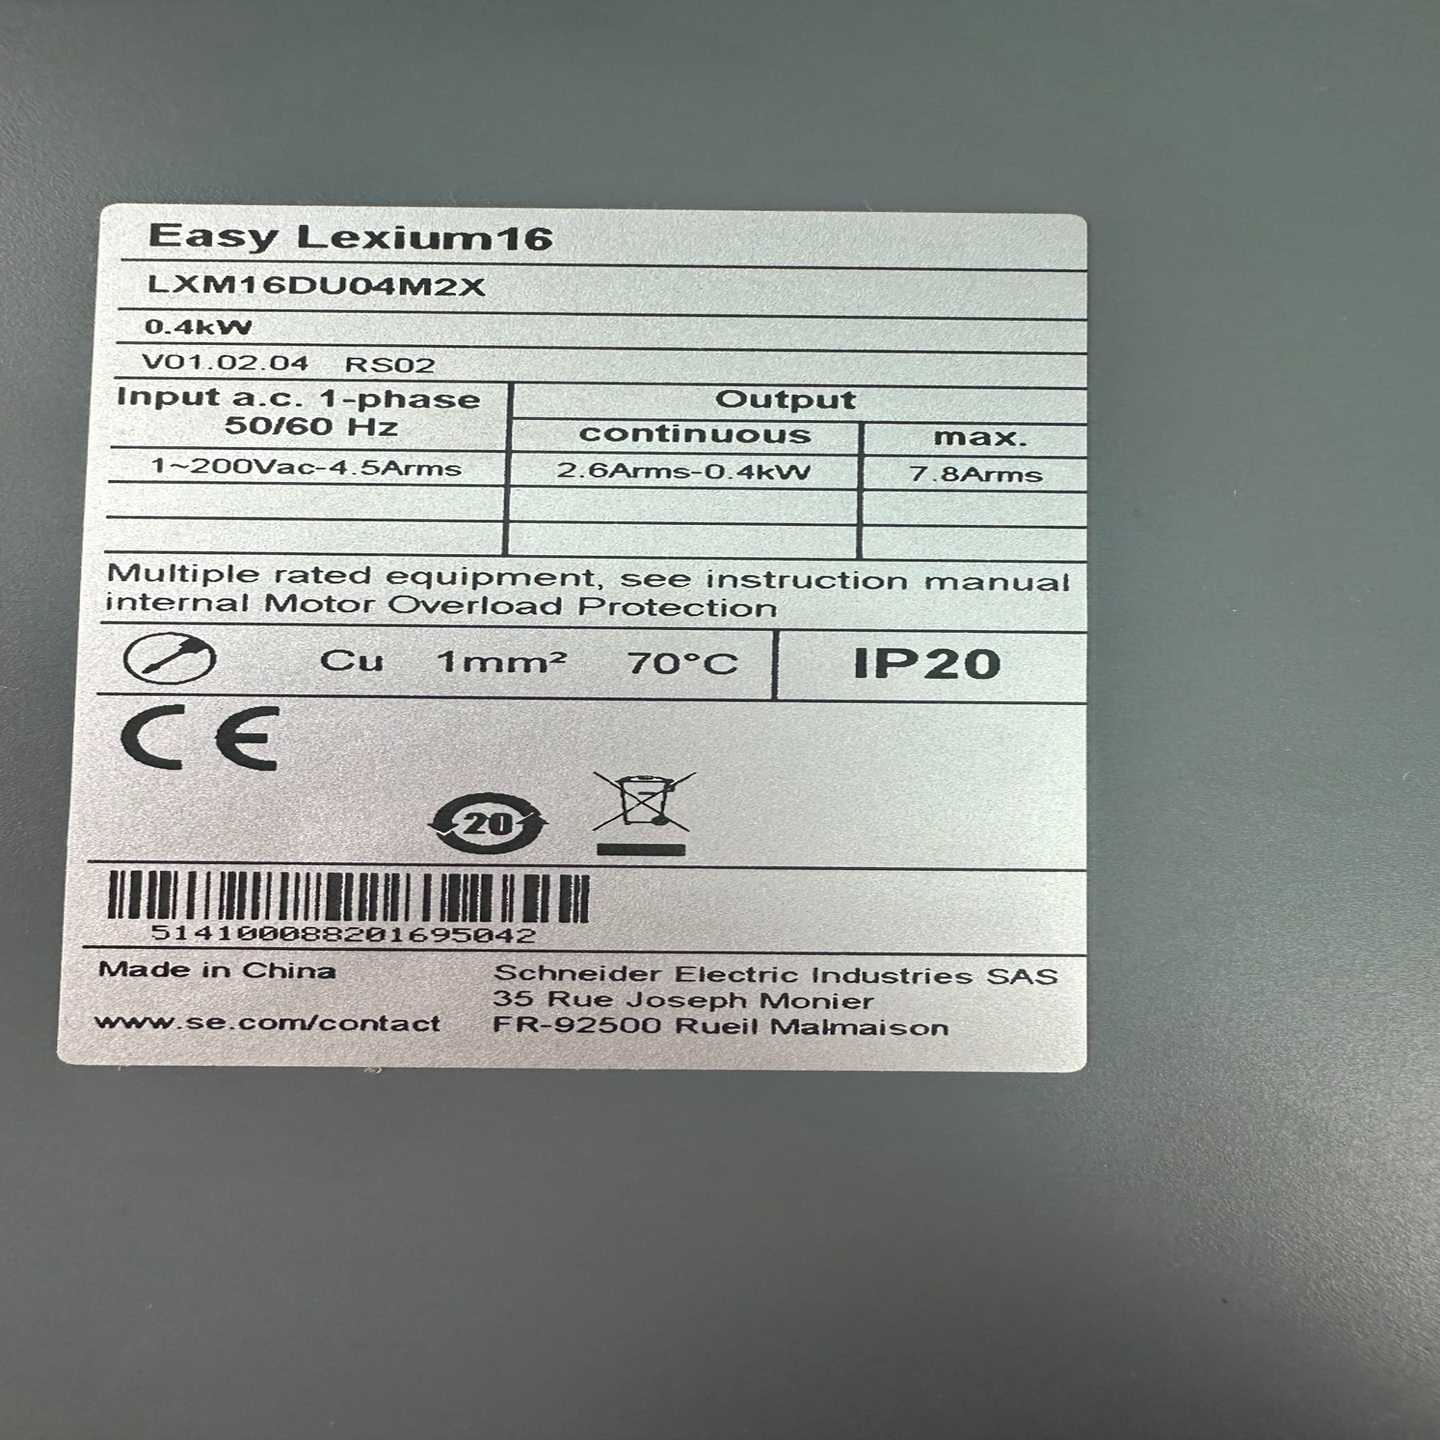 Easy Lexium16
LXM16DU04M2X
0.4kW
V01.02.04 RS02
Input a.c. 1-phase
50/60 Hz
Output
continuous
max.
1~200Vac-4.5Arms
2.6Arms-0.4kW
7.8Arms
Multiple rated equipment, see instruction manual
internal Motor Overload Protection
Cu 1mm² 70°C
IP20
CE
20
514100088201695042
Made in China
www.se.com/contact
Schneider Electric Industries SAS
35 Rue Joseph Monier
FR-92500 Rueil Malmaison